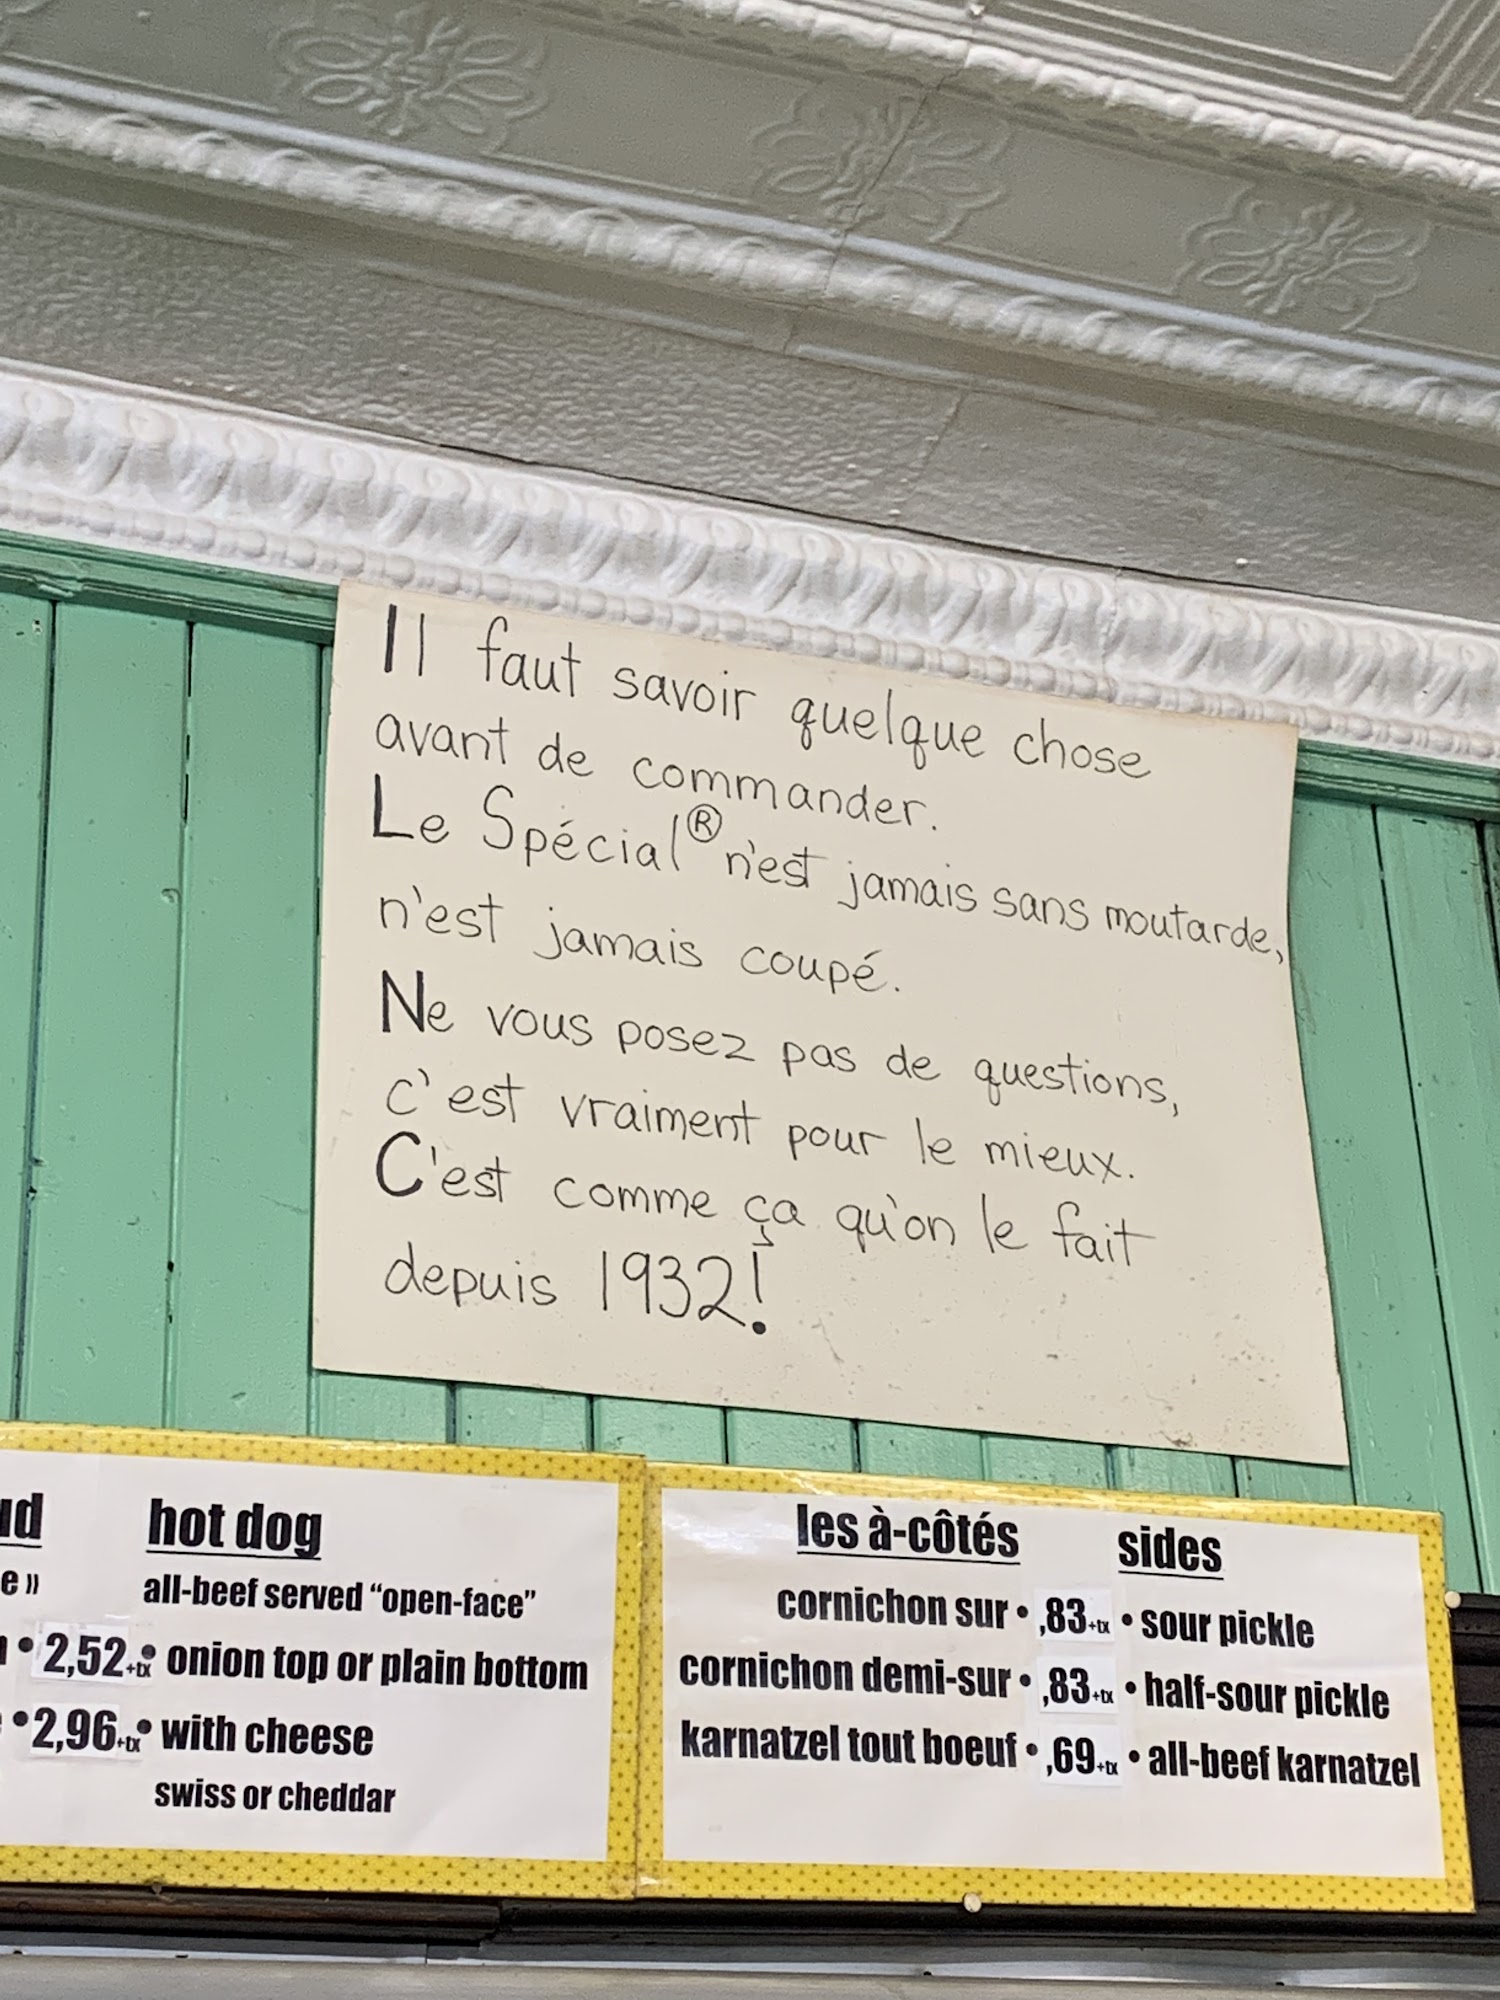 Il faut savoir quelque chose
avant de commander.
Le Spécial® n'est jamais sans moutarde,
n'est jamais coupé.
Ne vous posez pas de questions,
c'est vraiment pour le mieux.
C'est comme ça qu'on le fait
depuis 1932!
hot dog
all-beef served “open-face”
• 2,52+tx • onion top or plain bottom
• 2,96+tx • with cheese
swiss or cheddar
les à-côtés sides
cornichon sur • ,83+tx • sour pickle
cornichon demi-sur • ,83+tx • half-sour pickle
karnatzel tout boeuf • ,69+tx • all-beef karnatzel